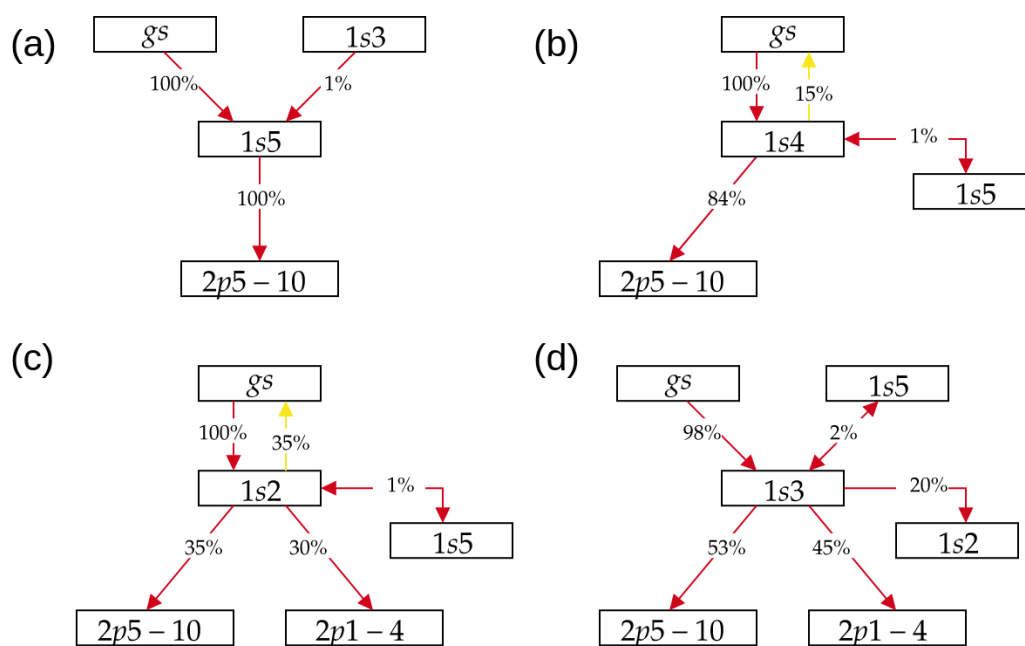 (a)
gs
1s3
100%
1%
1s5
100%
2p5 − 10
(b)
gs
100%
15%
1s4
1%
1s5
84%
2p5 − 10
(c)
gs
100%
35%
1s2
1%
1s5
35%
30%
2p5 − 10
2p1 − 4
(d)
gs
1s5
98%
2%
1s3
20%
1s2
53%
45%
2p5 − 10
2p1 − 4